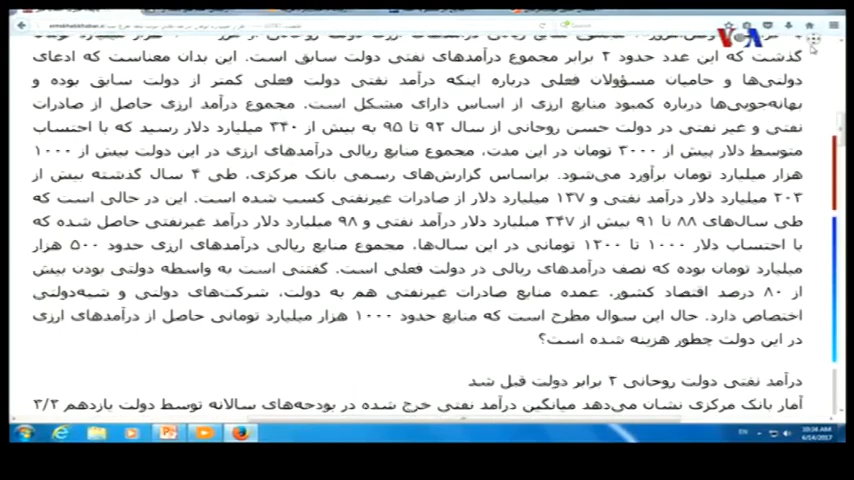 VOA
گذشت که این عدد حدود ۲ برابر مجموع درآمدهای نفتی دولت سابق است. این بدان معناست که ادعای
دولتی‌ها و حامیان مسؤولان فعلی درباره اینکه درآمد نفتی دولت فعلی کمتر از دولت سابق بوده و
بهانه‌جویی‌ها درباره کمبود منابع ارزی از اساس دارای مشکل است. مجموع درآمد ارزی حاصل از صادرات
نفتی و غیر نفتی در دولت حسن روحانی از سال ۹۲ تا ۹۵ به بیش از ۳۴۰ میلیارد دلار رسید که با احتساب
متوسط دلار بیش از ۳۰۰۰ تومان در این مدت، مجموع منابع ریالی درآمدهای ارزی در این دولت بیش از ۱۰۰۰
هزار میلیارد تومان برآورد می‌شود. براساس گزارش‌های رسمی بانک مرکزی، طی ۴ سال گذشته بیش از
۲۰۳ میلیارد دلار درآمد نفتی و ۱۳۷ میلیارد دلار از صادرات غیرنفتی کسب شده است. این در حالی است که
طی سال‌های ۸۸ تا ۹۱ بیش از ۳۴۷ میلیارد دلار درآمد نفتی و ۹۸ میلیارد دلار درآمد غیرنفتی حاصل شده که
با احتساب دلار ۱۰۰۰ تا ۱۲۰۰ تومانی در این سال‌ها، مجموع منابع ریالی درآمدهای ارزی حدود ۵۰۰ هزار
میلیارد تومان بوده که نصف درآمدهای ریالی در دولت فعلی است. گفتنی است به واسطه دولتی بودن بیش
از ۸۰ درصد اقتصاد کشور، عمده منابع صادرات غیرنفتی هم به دولت، شرکت‌های دولتی و شبه‌دولتی
اختصاص دارد. حال این سوال مطرح است که منابع حدود ۱۰۰۰ هزار میلیارد تومانی حاصل از درآمدهای ارزی
در این دولت چطور هزینه شده است؟
درآمد نفتی دولت روحانی ۲ برابر دولت قبل شد
آمار بانک مرکزی نشان می‌دهد میانگین درآمد نفتی خرج شده در بودجه‌های سالانه توسط دولت یازدهم ۳/۳
EN
10:34 AM
6/14/2017